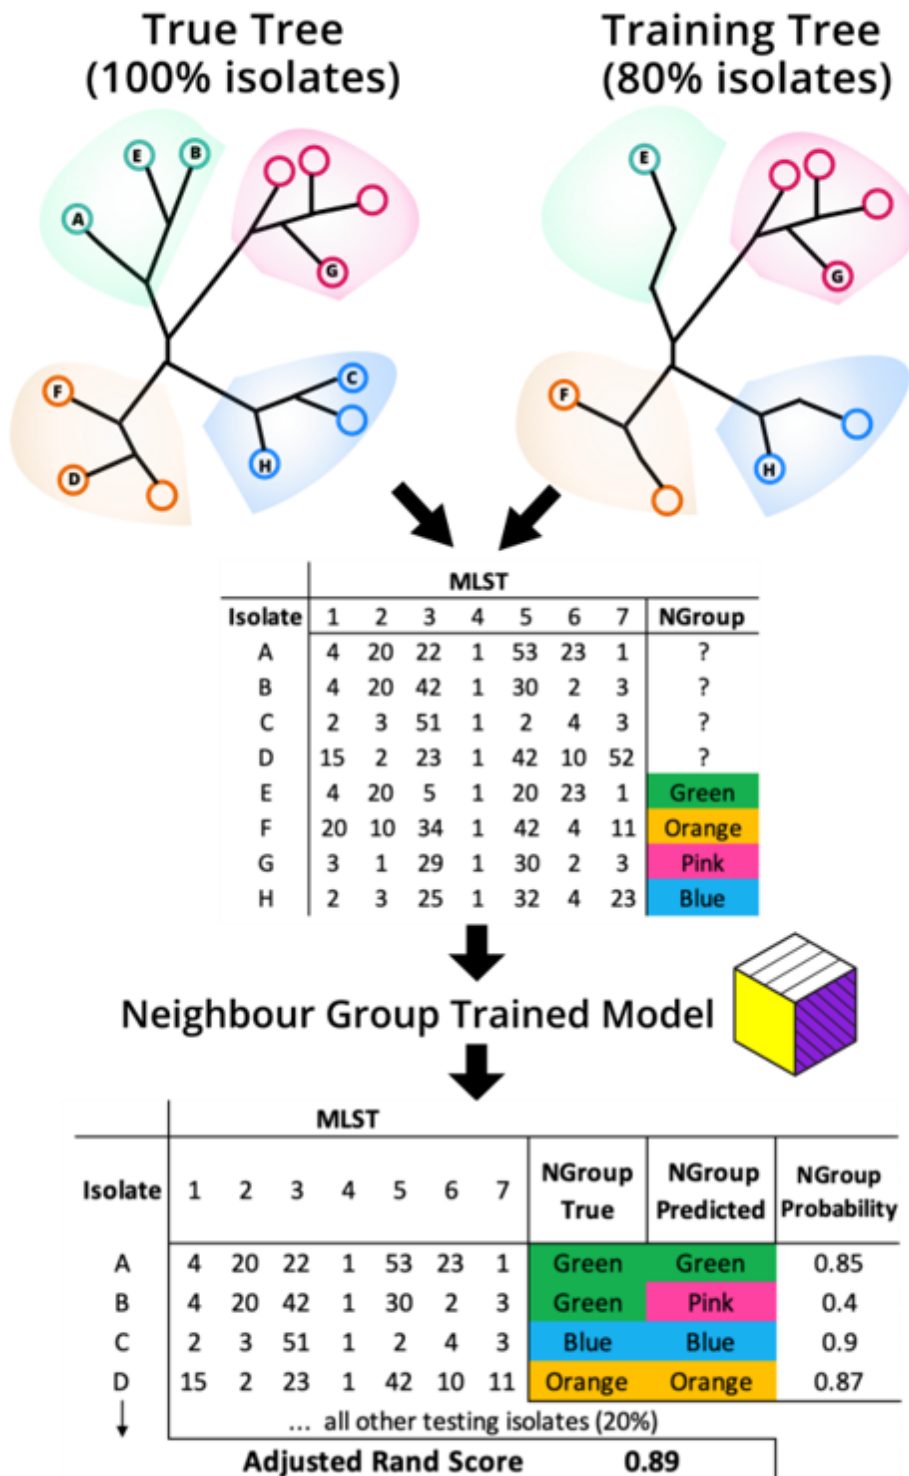 True Tree
(100% isolates)
Training Tree
(80% isolates)
E B
A
G
F
D
C
H
E
G
F
H
MLST
Isolate 1 2 3 4 5 6 7 NGroup
A 4 20 22 1 53 23 1 ?
B 4 20 42 1 30 2 3 ?
C 2 3 51 1 2 4 3 ?
D 15 2 23 1 42 10 52 ?
E 4 20 5 1 20 23 1 Green
F 20 10 34 1 42 4 11 Orange
G 3 1 29 1 30 2 3 Pink
H 2 3 25 1 32 4 23 Blue
Neighbour Group Trained Model
MLST
Isolate 1 2 3 4 5 6 7 NGroup True NGroup Predicted NGroup Probability
A 4 20 22 1 53 23 1 Green Green 0.85
B 4 20 42 1 30 2 3 Green Pink 0.4
C 2 3 51 1 2 4 3 Blue Blue 0.9
D 15 2 23 1 42 10 11 Orange Orange 0.87
... all other testing isolates (20%)
Adjusted Rand Score 0.89